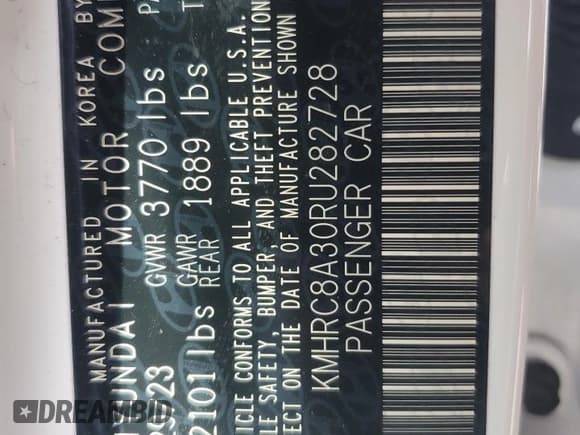 MANUFACTURED IN KOREA BY
UNDAI MOTOR COM
GVWR 3770 lbs
2101 lbs GAWR REAR 1889 lbs
ICLE CONFORMS TO ALL APPLICABLE U.S.A.
LE SAFETY, BUMPER, AND THEFT PREVENTION
ECT ON THE DATE OF MANUFACTURE SHOWN
KMHRC8A30RU282728
PASSENGER CAR
DREAMBID